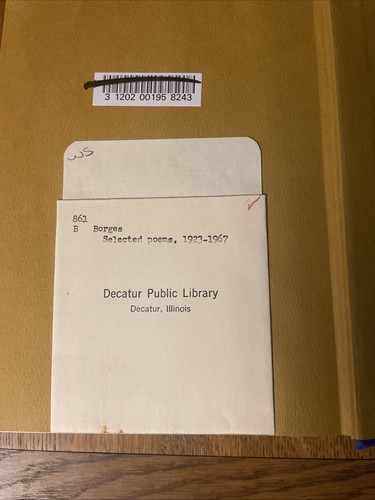 3 1202 00195 8243
WS
861
B Borges
Selected poems, 1923-1967
Decatur Public Library
Decatur, Illinois